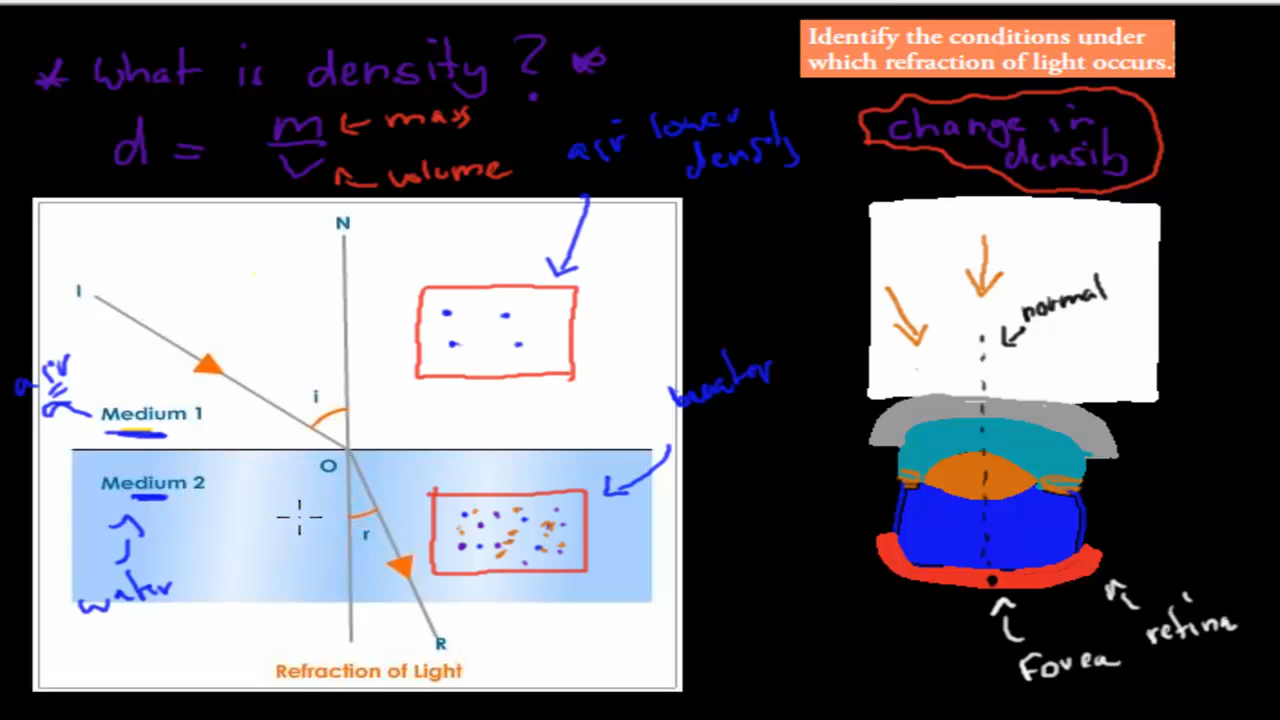 * What is density? *
Identify the conditions under
which refraction of light occurs.
d = m ← mass
V ← volume
air lower
density
change in
density
N
I
i
normal
air
Medium 1
O
Medium 2
r
water
R
Refraction of Light
retina
Fovea